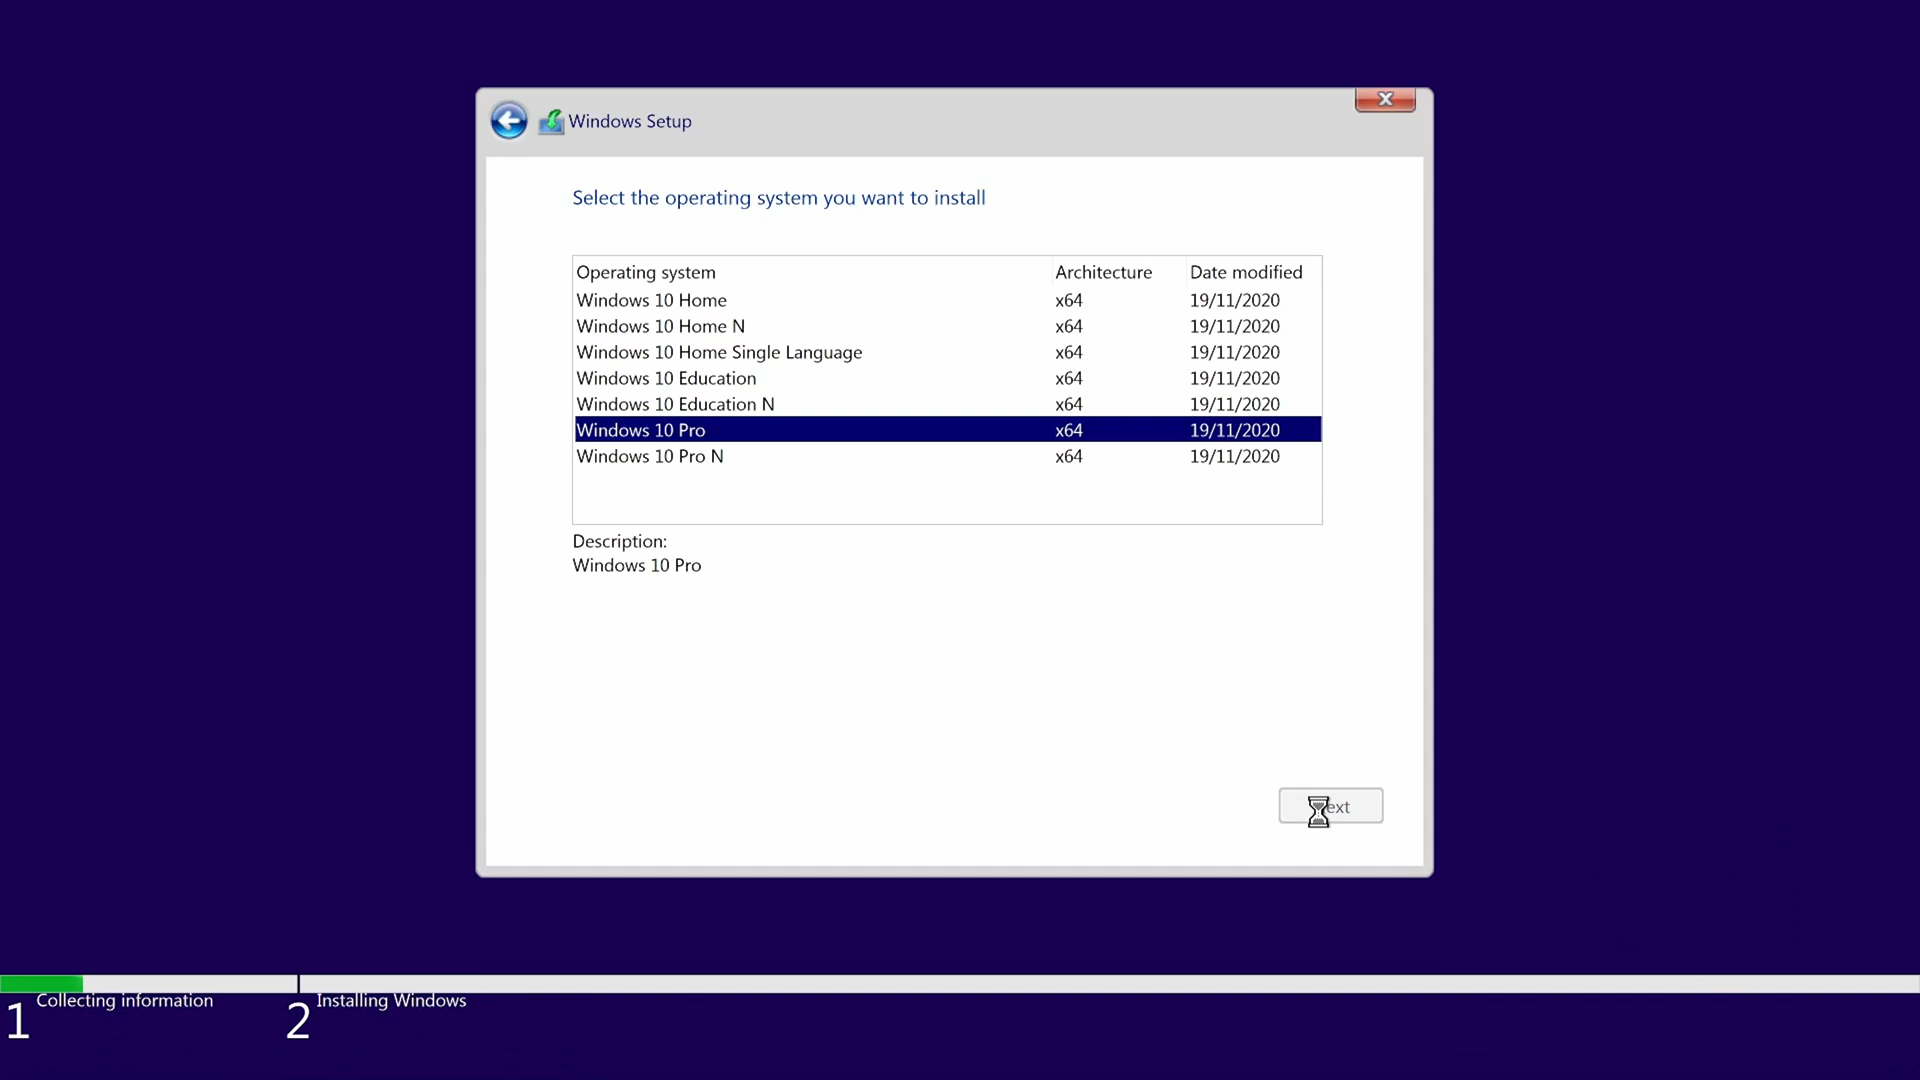 Windows Setup
Select the operating system you want to install
Operating system Architecture Date modified
Windows 10 Home x64 19/11/2020
Windows 10 Home N x64 19/11/2020
Windows 10 Home Single Language x64 19/11/2020
Windows 10 Education x64 19/11/2020
Windows 10 Education N x64 19/11/2020
Windows 10 Pro x64 19/11/2020
Windows 10 Pro N x64 19/11/2020
Description:
Windows 10 Pro
1 Collecting information 2 Installing Windows